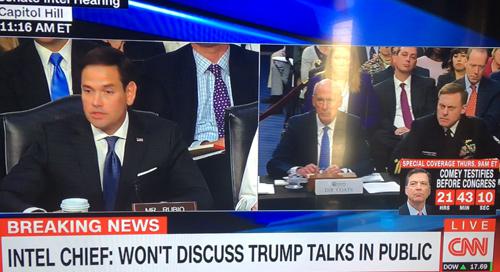 Senate Intel Hearing
Capitol Hill
11:16 AM ET
MR. RUBIO
DIR. COATS
SPECIAL COVERAGE THURS, 9AM ET
COMEY TESTIFIES
BEFORE CONGRESS
21 43 10
HRS MIN SEC
BREAKING NEWS
LIVE
INTEL CHIEF: WON'T DISCUSS TRUMP TALKS IN PUBLIC
CNN
DOW ▲ 17.69